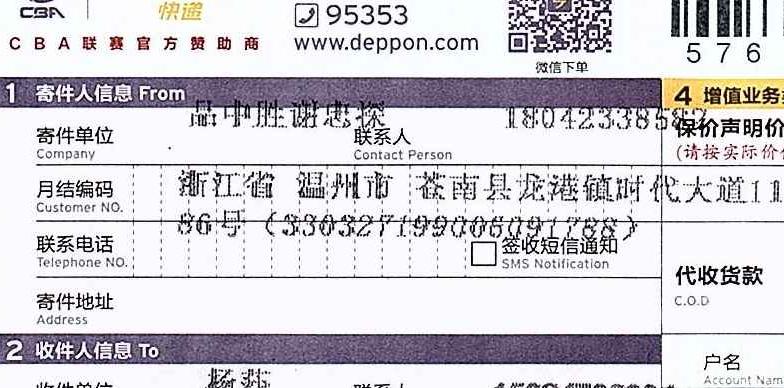 CBA
快递
95353
CBA联赛官方赞助商
www.deppon.com
微信下单
576
1 寄件人信息 From
品中胜谢忠探 18042338582
寄件单位
Company
联系人
Contact Person
4 增值业务
保价声明价
(请按实际价
月结编码
Customer NO.
浙江省 温州市 苍南县龙港镇时代大道11
86号 (330327199006091788)
联系电话
Telephone NO.
签收短信通知
SMS Notification
代收货款
C.O.D
寄件地址
Address
2 收件人信息 To
户名
Account Nam